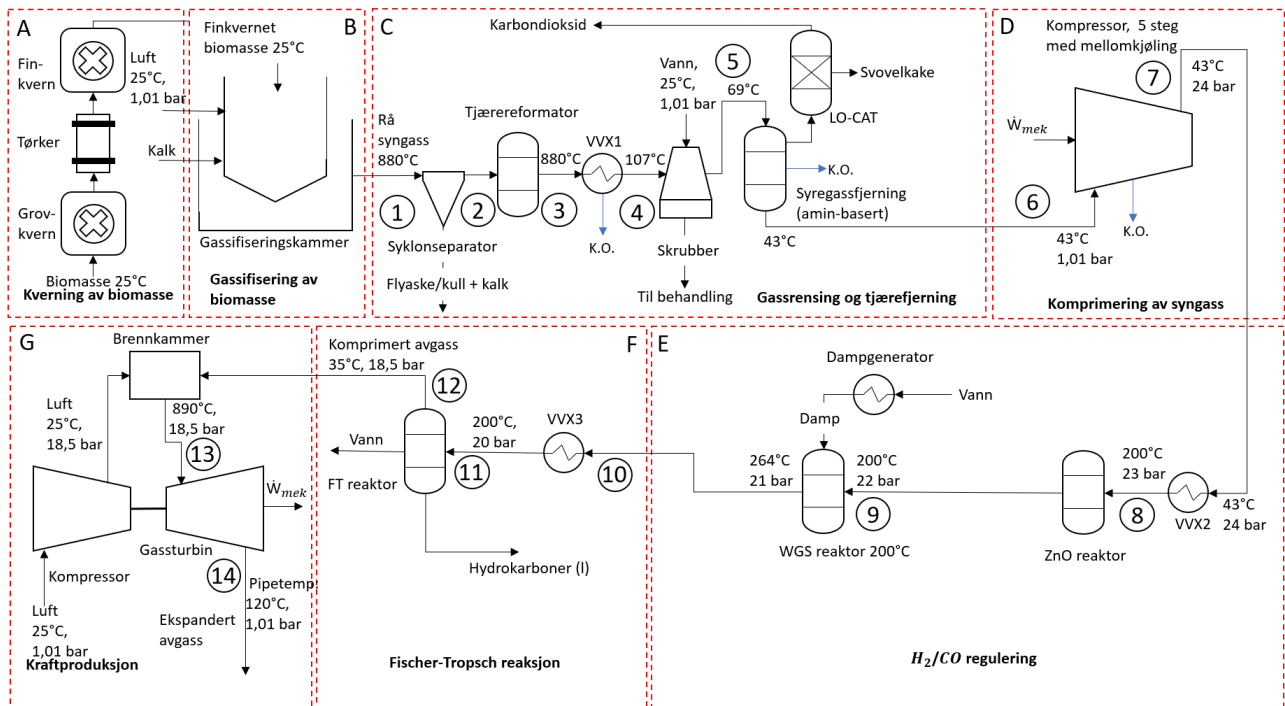 A
Fin-
kvern
Tørker
Grov-
kvern
Biomasse 25°C
Kverning av biomasse
B
Finkvernet
biomasse 25°C
Luft
25°C,
1,01 bar
Kalk
Gassifiseringskammer
Gassifisering av
biomasse
C
Karbondioksid
Rå
syngass
880°C
1
Syklonseparator
Flyaske/kull + kalk
2
Tjærereformator
880°C
3
VVX1
107°C
K.O.
4
Vann,
25°C,
1,01 bar
5
69°C
Skrubber
Til behandling
Svovelkake
LO-CAT
K.O.
Syregassfjerning
(amin-basert)
43°C
Gassrensing og tjærefjerning
D
Kompressor, 5 steg
med mellomkjøling
7
43°C
24 bar
Ẇmek
6
43°C
1,01 bar
K.O.
Komprimering av syngass
G
Brennkammer
Luft
25°C,
18,5 bar
890°C,
18,5 bar
13
Ẇmek
Gassturbin
14
Kompressor
Luft
25°C,
1,01 bar
Pipetemp.
120°C,
1,01 bar
Ekspandert
avgass
Kraftproduksjon
F
Komprimert avgass
35°C, 18,5 bar
12
Vann
FT reaktor
200°C,
20 bar
11
VVX3
10
Hydrokarboner (l)
Fischer-Tropsch reaksjon
E
Dampgenerator
Vann
Damp
264°C
21 bar
200°C
22 bar
9
WGS reaktor 200°C
ZnO reaktor
200°C
23 bar
8
VVX2
43°C
24 bar
H2/CO regulering